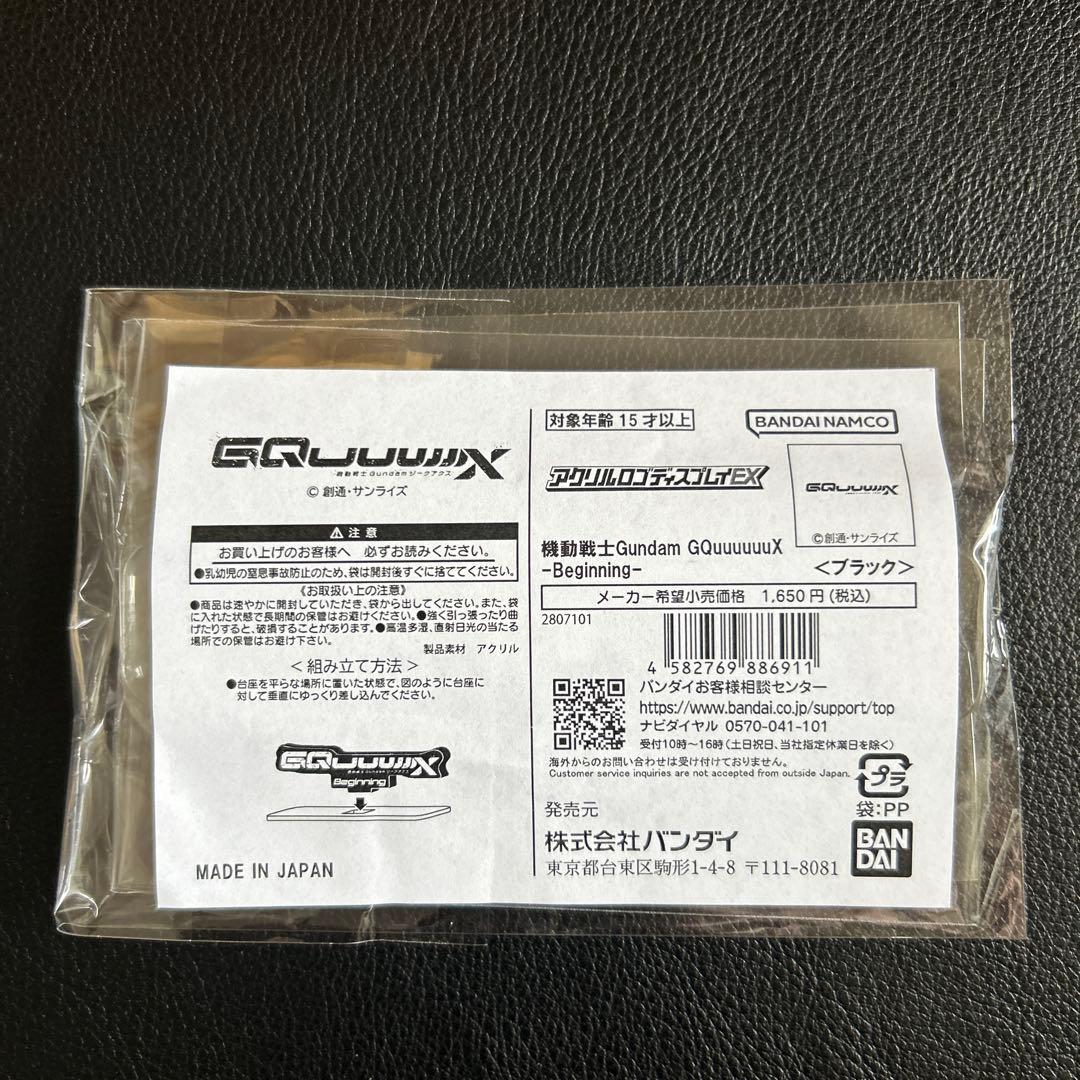 GQuuuuuuX
機動戦士Gundam ジークアクス
© 創通・サンライズ
⚠ 注意
お買い上げのお客様へ 必ずお読みください。
●乳幼児の窒息事故防止のため、袋は開封後すぐに捨ててください。
《お取扱い上の注意》
●商品は速やかに開封していただき、袋から出してください。また、袋
に入れた状態で長期間の保管はお避けください。●強く引っ張ったり曲
げたりすると、破損することがあります。●高温多湿、直射日光の当たる
場所での保管はお避け下さい。
製品素材 アクリル
＜組み立て方法＞
●台座を平らな場所に置いた状態で、図のように台座に
対して垂直にゆっくり差し込んでください。
GQuuuuuuX
機動戦士Gundam ジークアクス
Beginning
MADE IN JAPAN
対象年齢 15才以上
BANDAI NAMCO
アクリルロゴディスプレイEX
GQuuuuuuX
©創通・サンライズ
機動戦士Gundam GQuuuuuuX
-Beginning-
＜ブラック＞
メーカー希望小売価格 1,650円(税込)
2807101
4 582769 886911
バンダイお客様相談センター
https://www.bandai.co.jp/support/top
ナビダイヤル 0570-041-101
受付10時～16時(土日祝日、当社指定休業日を除く)
海外からのお問い合わせは受け付けておりません。
Customer service inquiries are not accepted from outside Japan.
プラ
袋:PP
発売元
株式会社バンダイ
東京都台東区駒形1-4-8 〒111-8081
BAN
DAI